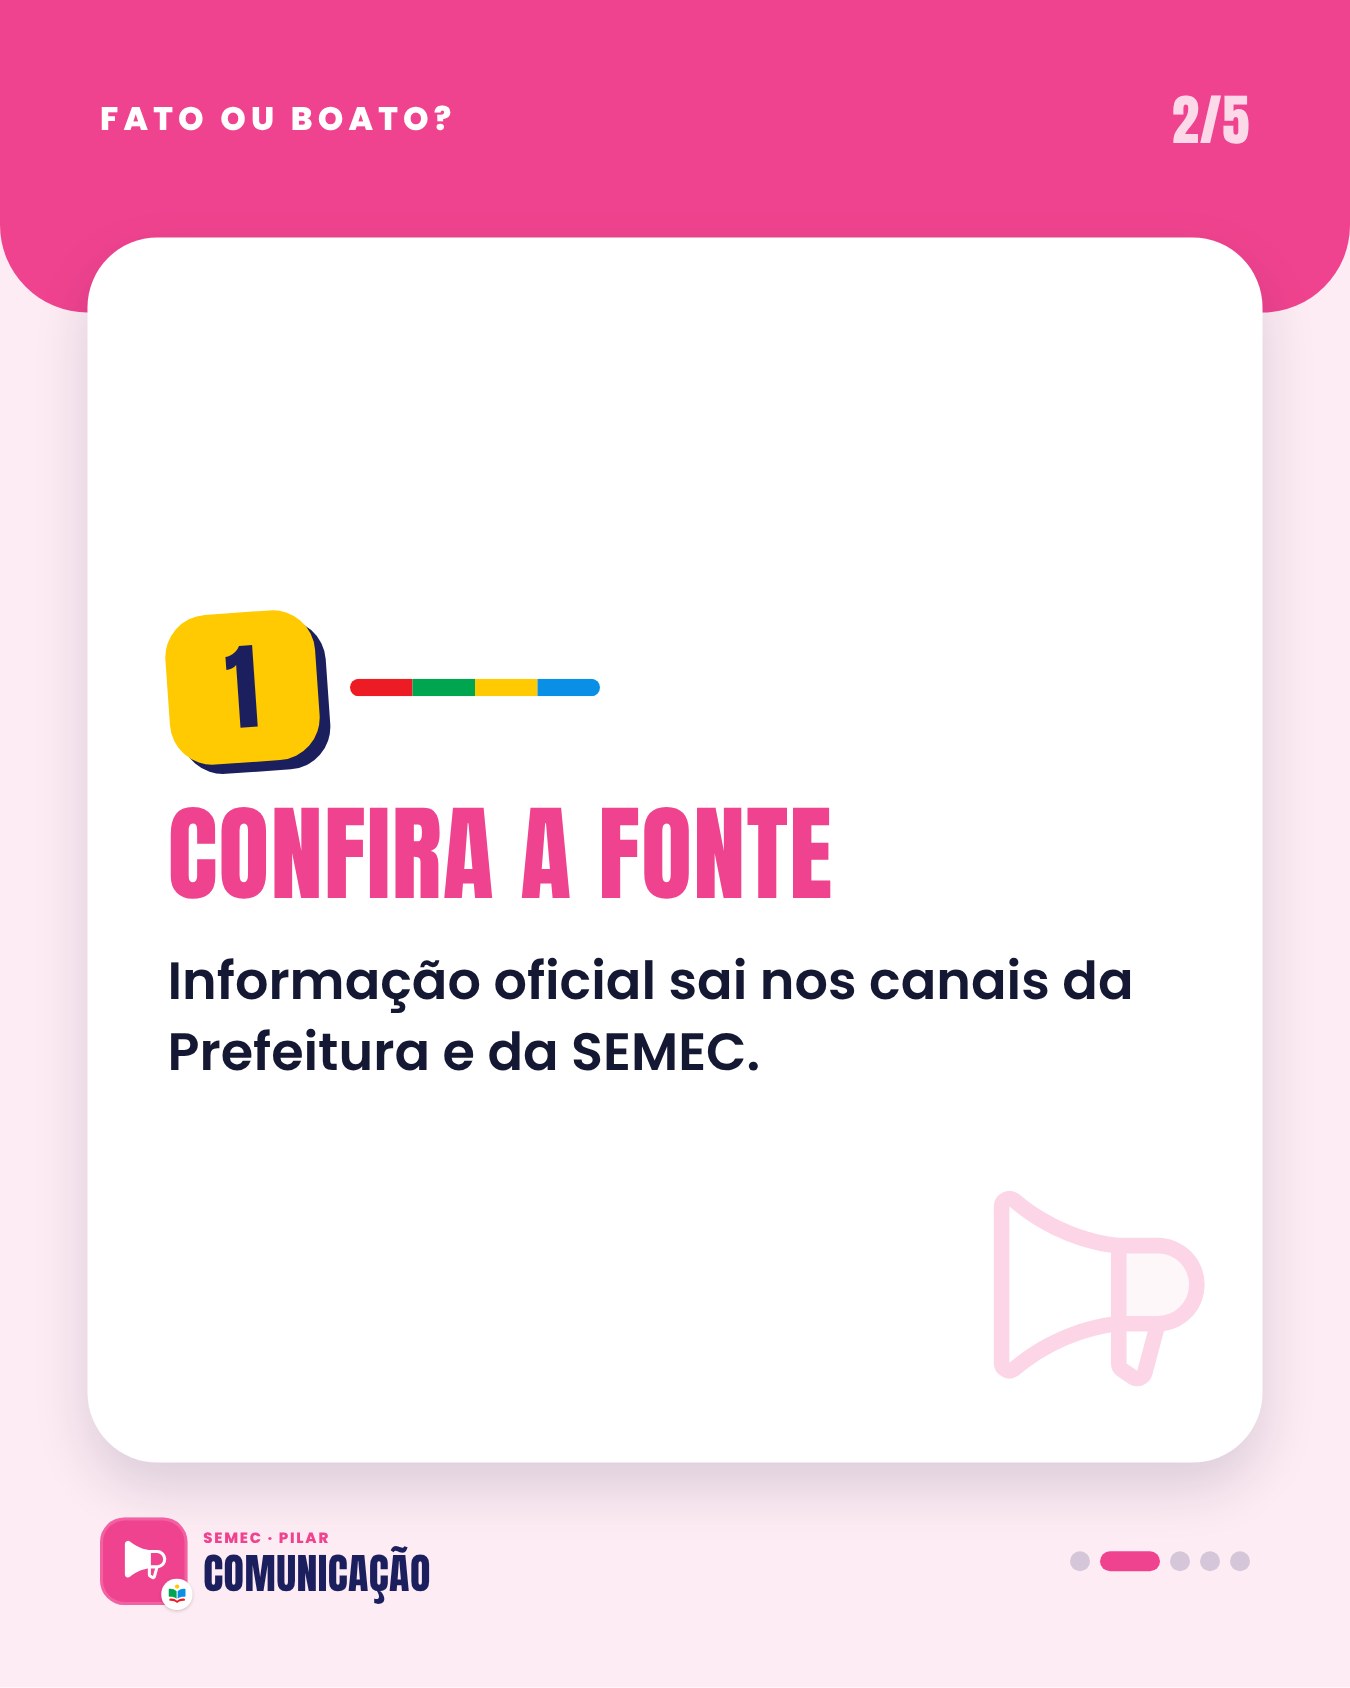 FATO OU BOATO?
2/5
1
CONFIRA A FONTE
Informação oficial sai nos canais da
Prefeitura e da SEMEC.
SEMEC · PILAR
COMUNICAÇÃO